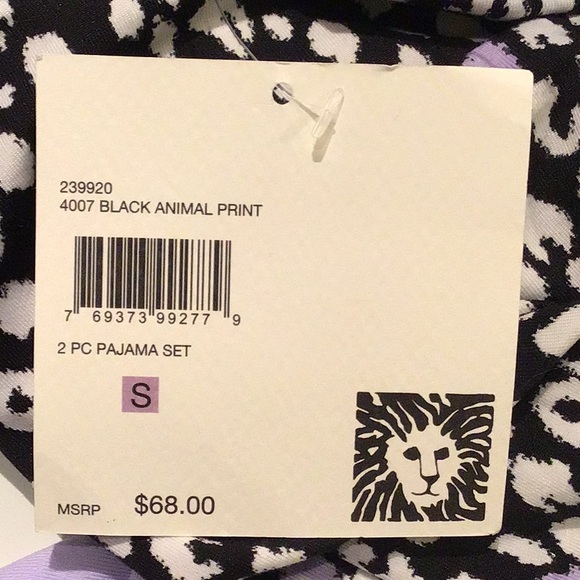 239920
4007 BLACK ANIMAL PRINT
7 69373 99277 9
2 PC PAJAMA SET
S
MSRP $68.00